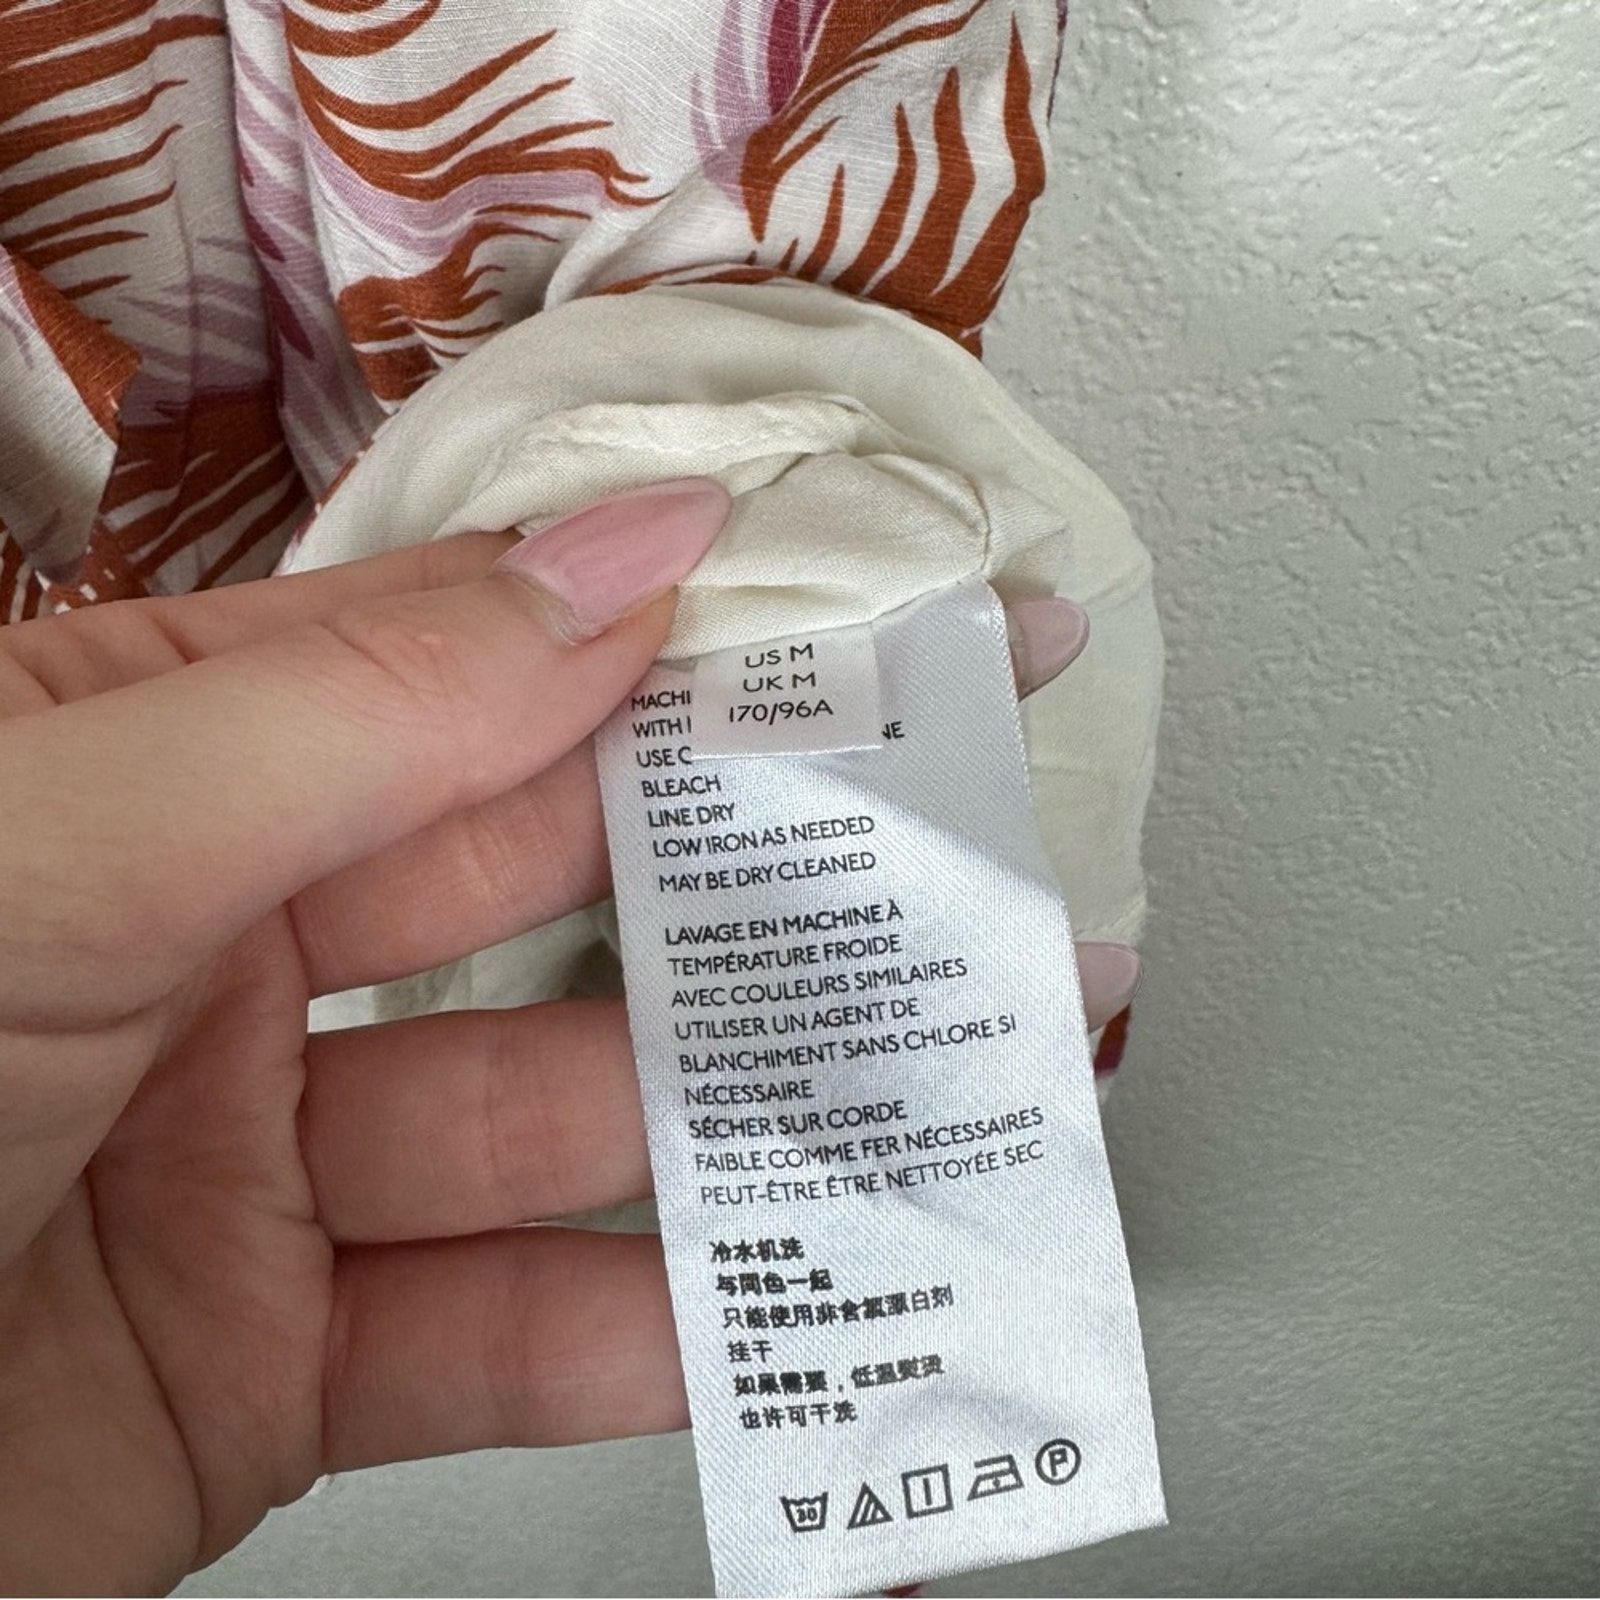 US M
UK M
170/96A
MACHI
WITH
USE
NE
BLEACH
LINE DRY
LOW IRON AS NEEDED
MAY BE DRY CLEANED
LAVAGE EN MACHINE À
TEMPÉRATURE FROIDE
AVEC COULEURS SIMILAIRES
UTILISER UN AGENT DE
BLANCHIMENT SANS CHLORE SI
NÉCESSAIRE
SÉCHER SUR CORDE
FAIBLE COMME FER NÉCESSAIRES
PEUT-ÊTRE ÊTRE NETTOYÉE SEC
冷水机洗
与同色一起
只能使用非含氯漂白剂
挂干
如果需要，低温熨烫
也许可干洗
30
P